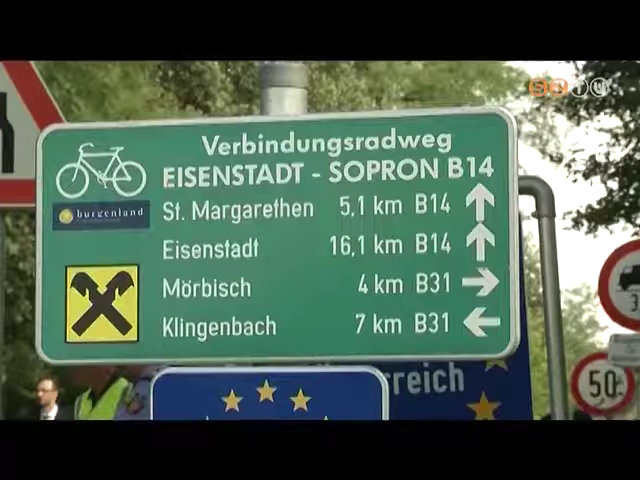 Verbindungsradweg
EISENSTADT - SOPRON B14
burgenland
St. Margarethen 5,1 km B14
Eisenstadt 16,1 km B14
Mörbisch 4 km B31
Klingenbach 7 km B31
rreich
50